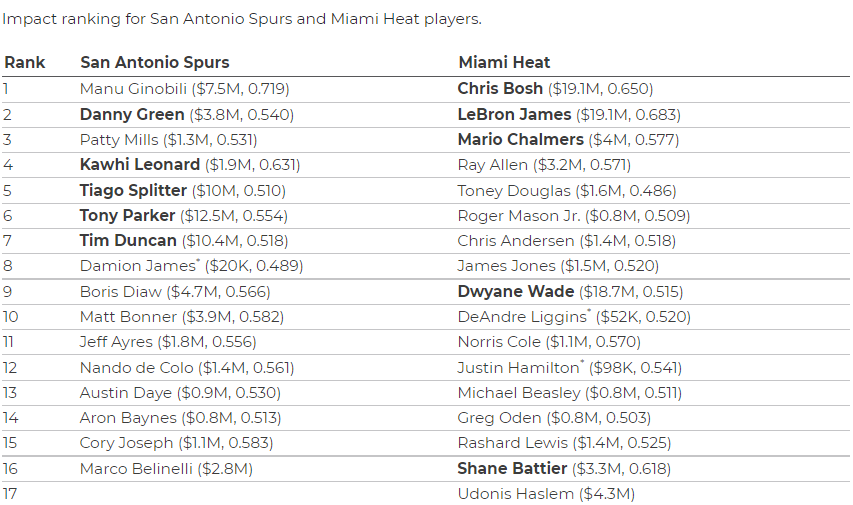 Impact ranking for San Antonio Spurs and Miami Heat players.
Rank San Antonio Spurs Miami Heat
1 Manu Ginobili ($7.5M, 0.719) Chris Bosh ($19.1M, 0.650)
2 Danny Green ($3.8M, 0.540) LeBron James ($19.1M, 0.683)
3 Patty Mills ($1.3M, 0.531) Mario Chalmers ($4M, 0.577)
4 Kawhi Leonard ($1.9M, 0.631) Ray Allen ($3.2M, 0.571)
5 Tiago Splitter ($10M, 0.510) Toney Douglas ($1.6M, 0.486)
6 Tony Parker ($12.5M, 0.554) Roger Mason Jr. ($0.8M, 0.509)
7 Tim Duncan ($10.4M, 0.518) Chris Andersen ($1.4M, 0.518)
8 Damion James* ($20K, 0.489) James Jones ($1.5M, 0.520)
9 Boris Diaw ($4.7M, 0.566) Dwyane Wade ($18.7M, 0.515)
10 Matt Bonner ($3.9M, 0.582) DeAndre Liggins* ($52K, 0.520)
11 Jeff Ayres ($1.8M, 0.556) Norris Cole ($1.1M, 0.570)
12 Nando de Colo ($1.4M, 0.561) Justin Hamilton* ($98K, 0.541)
13 Austin Daye ($0.9M, 0.530) Michael Beasley ($0.8M, 0.511)
14 Aron Baynes ($0.8M, 0.513) Greg Oden ($0.8M, 0.503)
15 Cory Joseph ($1.1M, 0.583) Rashard Lewis ($1.4M, 0.525)
16 Marco Belinelli ($2.8M) Shane Battier ($3.3M, 0.618)
17 Udonis Haslem ($4.3M)